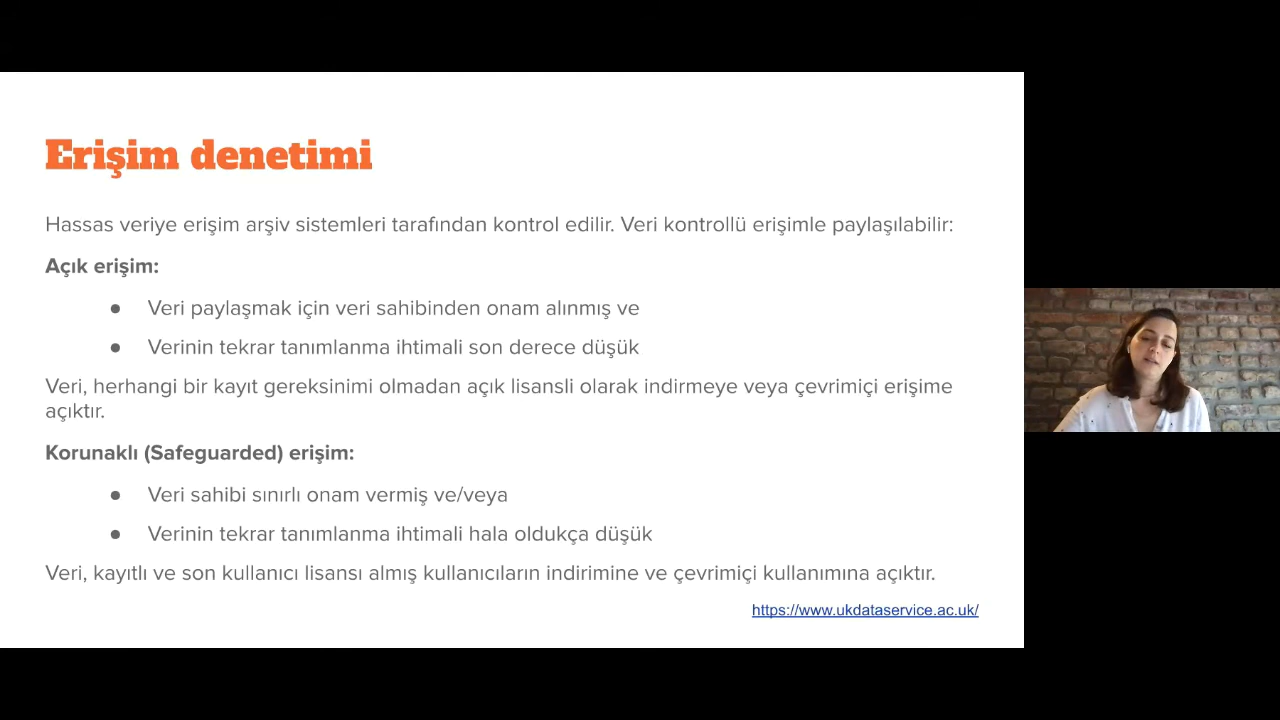 Erişim denetimi
Hassas veriye erişim arşiv sistemleri tarafından kontrol edilir. Veri kontrollü erişimle paylaşılabilir:
Açık erişim:
● Veri paylaşmak için veri sahibinden onam alınmış ve
● Verinin tekrar tanımlanma ihtimali son derece düşük
Veri, herhangi bir kayıt gereksinimi olmadan açık lisansli olarak indirmeye veya çevrimiçi erişime
açıktır.
Korunaklı (Safeguarded) erişim:
● Veri sahibi sınırlı onam vermiş ve/veya
● Verinin tekrar tanımlanma ihtimali hala oldukça düşük
Veri, kayıtlı ve son kullanıcı lisansı almış kullanıcıların indirimine ve çevrimiçi kullanımına açıktır.
https://www.ukdataservice.ac.uk/